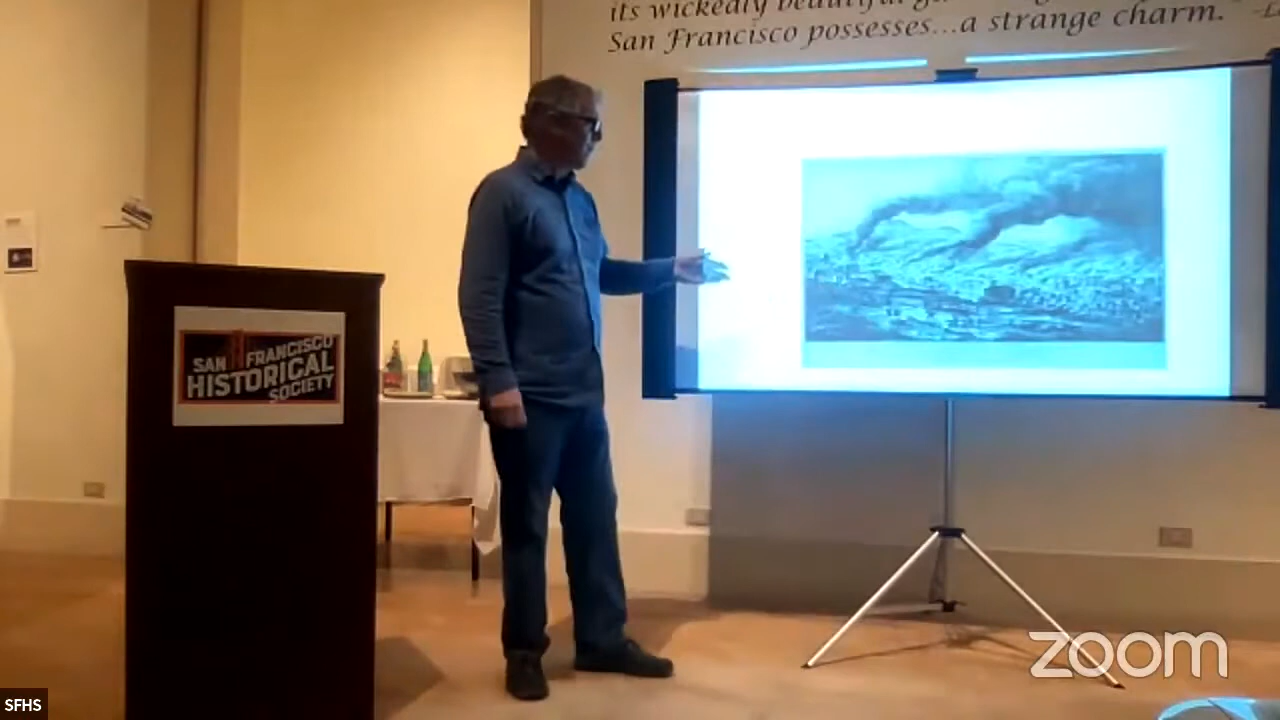 its wickedly beautiful
San Francisco possesses...a strange charm.
SAN FRANCISCO
HISTORICAL
SOCIETY
zoom
SFHS